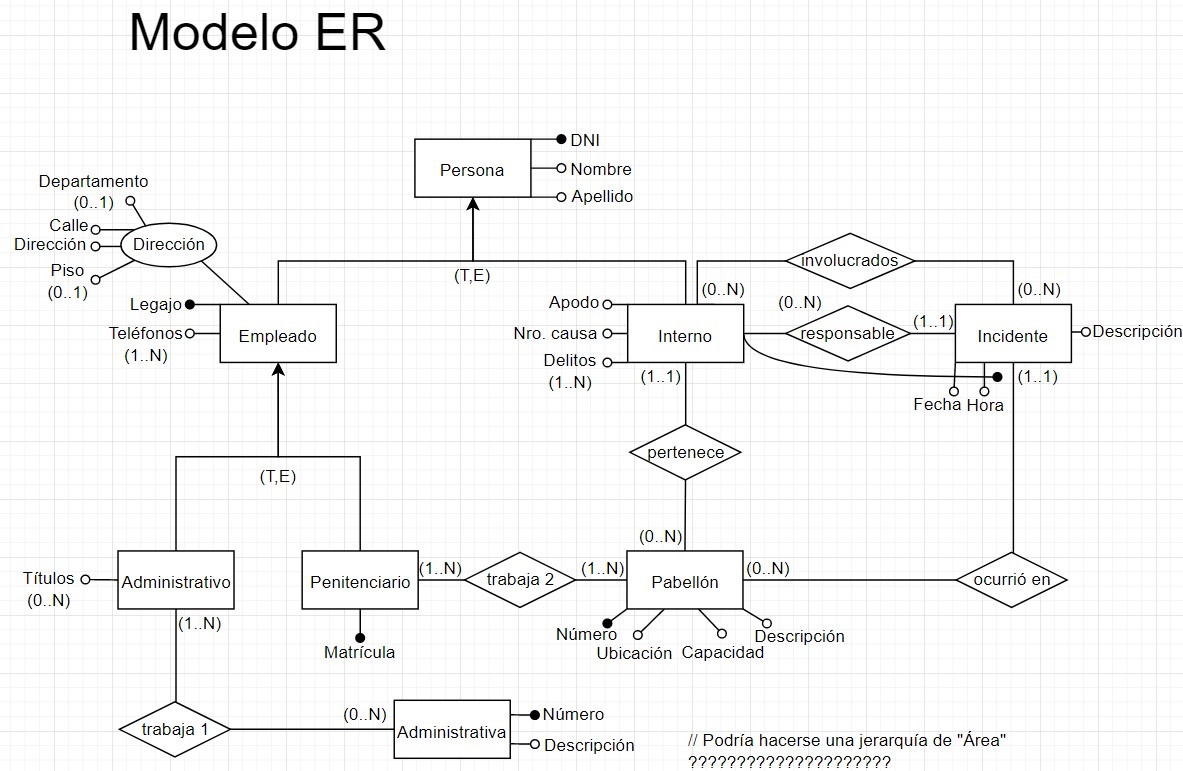 Modelo ER
DNI
Persona
Nombre
Apellido
Departamento
(0..1)
Calle
Dirección
Dirección
Piso
(0..1)
(T,E)
involucrados
(0..N)
(0..N)
(0..N)
Legajo
Empleado
Teléfonos
(1..N)
Apodo
Nro. causa
Delitos
(1..N)
Interno
(1..1)
responsable
(1..1)
Incidente
Descripción
(1..1)
Fecha
Hora
pertenece
(T,E)
(0..N)
Títulos
(0..N)
Administrativo
(1..N)
Penitenciario
(1..N)
trabaja 2
(1..N)
Pabellón
(0..N)
ocurrió en
Matrícula
Número
Ubicación
Capacidad
Descripción
trabaja 1
(0..N)
Administrativa
Número
Descripción
// Podría hacerse una jerarquía de "Área"
?????????????????????